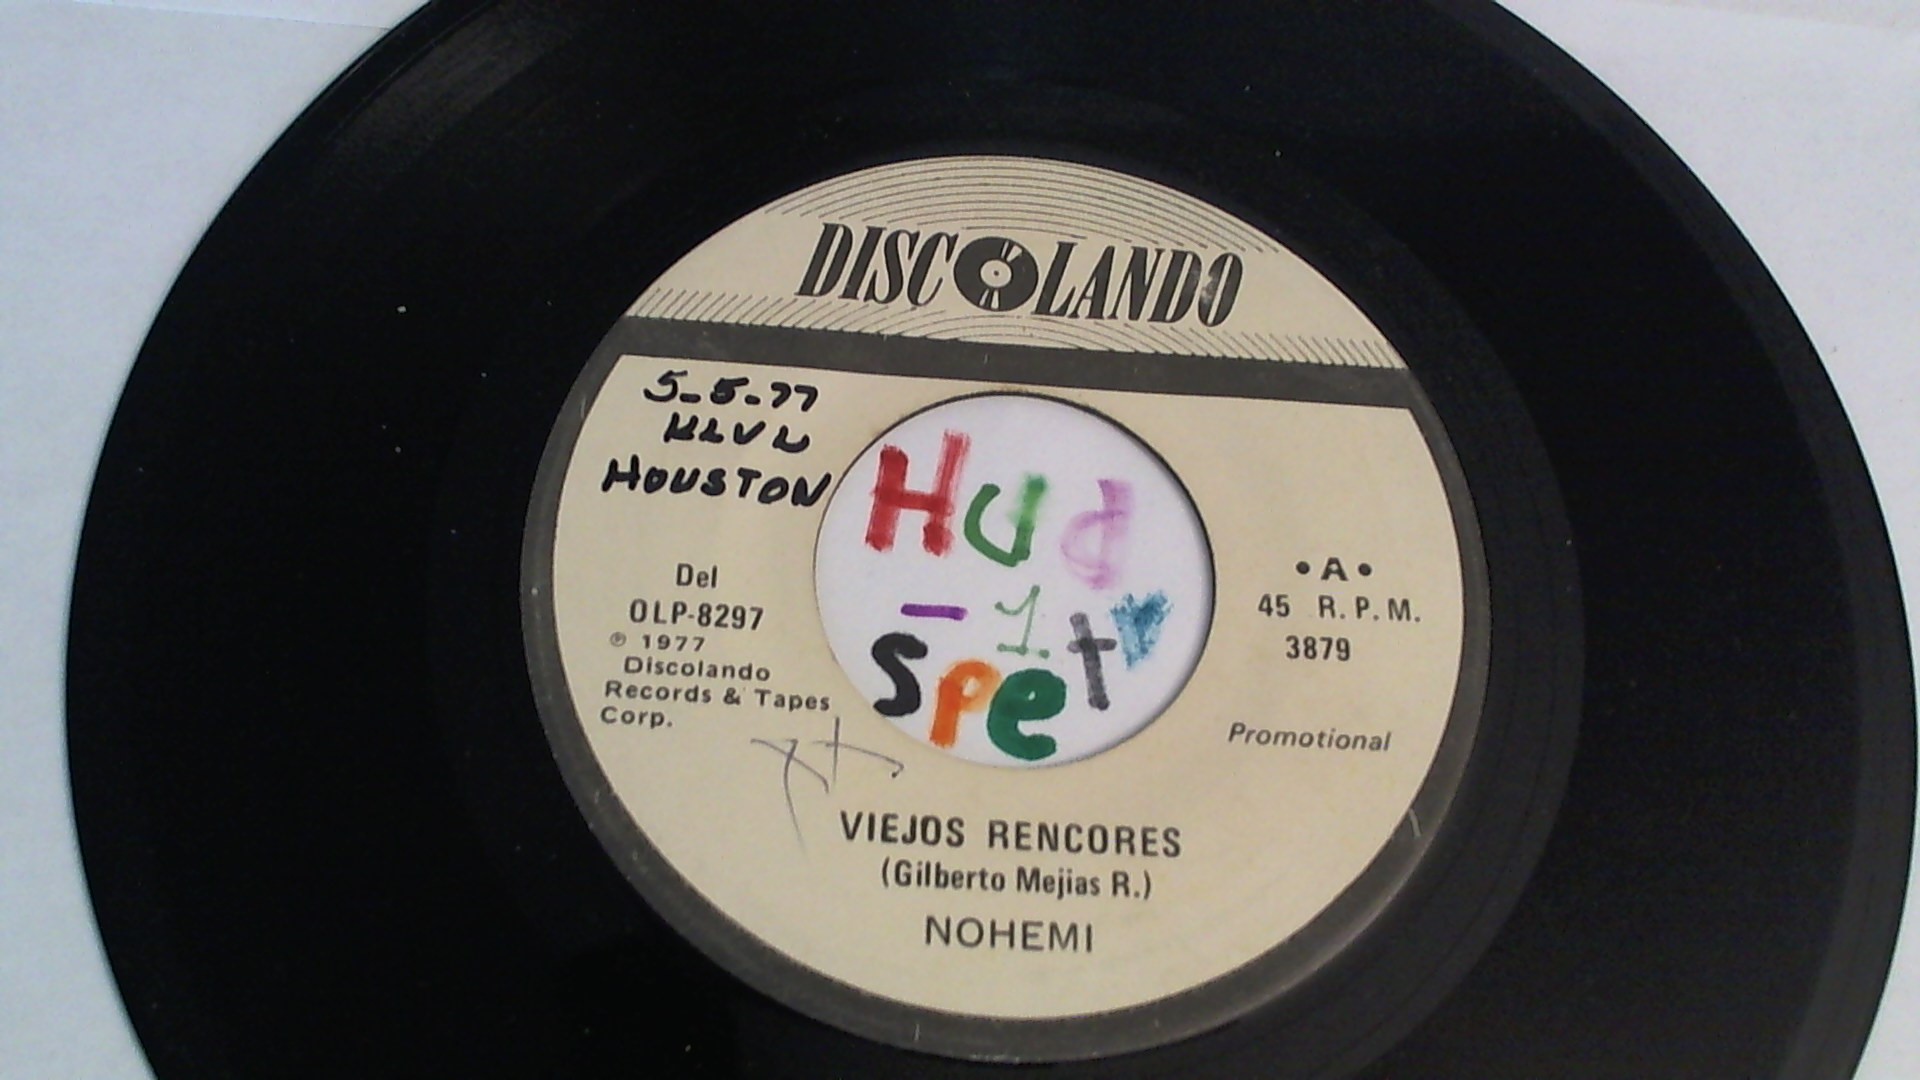 DISCOLANDO
5-5-77
KLVL
HOUSTON
Hud
-1
spet
Del
OLP-8297
℗ 1977
Discolando
Records & Tapes
Corp.
• A •
45 R.P.M.
3879
Promotional
VIEJOS RENCORES
(Gilberto Mejias R.)
NOHEMI